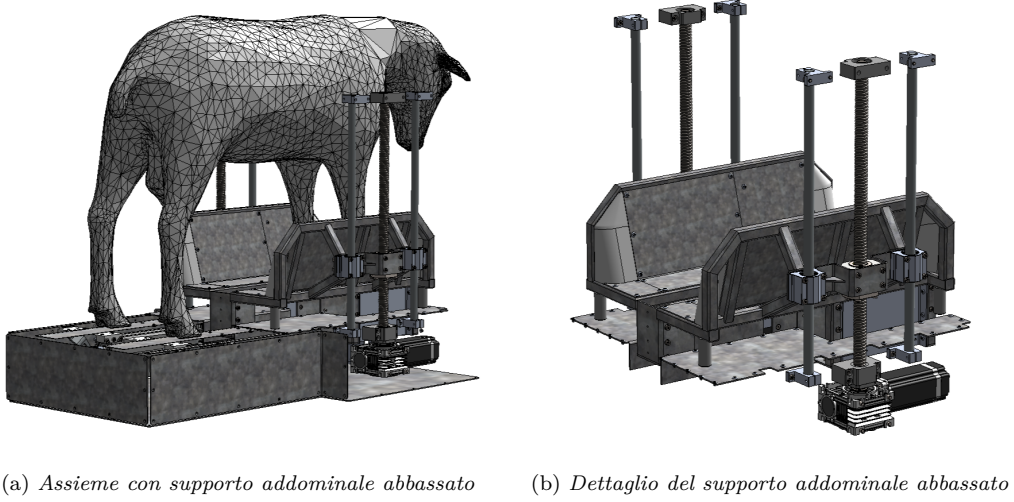 (a) Assieme con supporto addominale abbassato
(b) Dettaglio del supporto addominale abbassato